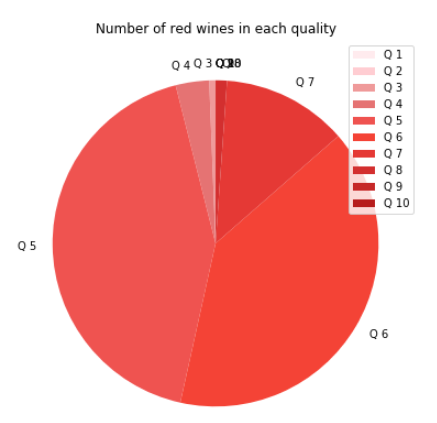 Number of red wines in each quality
Q 1
Q 2
Q 3
Q 4
Q 5
Q 6
Q 7
Q 8
Q 9
Q 10
Q 4
Q 3
Q 7
Q 5
Q 6